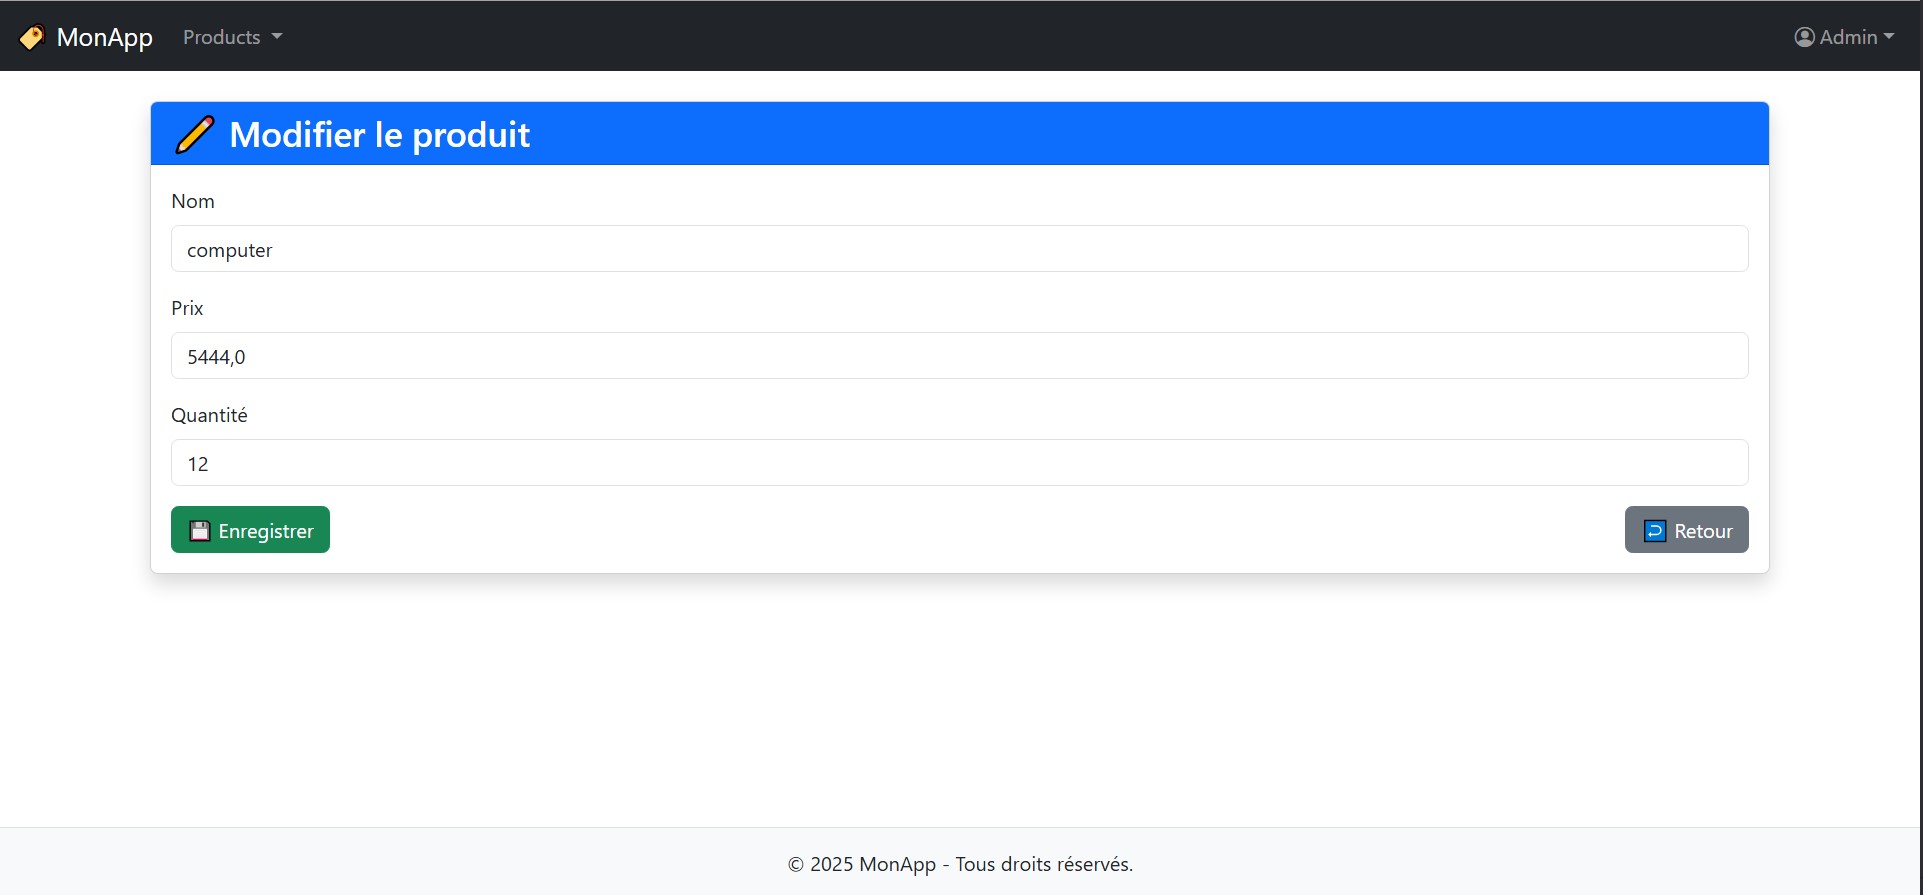 MonApp Products Admin
Modifier le produit
Nom
computer
Prix
5444,0
Quantité
12
Enregistrer Retour
© 2025 MonApp - Tous droits réservés.